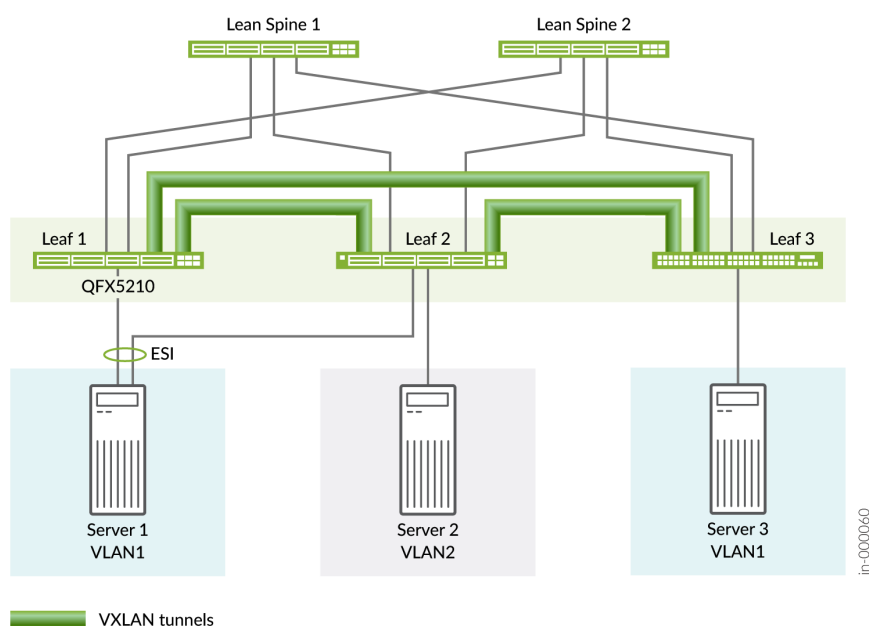 Lean Spine 1
Lean Spine 2
Leaf 1
Leaf 2
Leaf 3
QFX5210
ESI
Server 1
VLAN1
Server 2
VLAN2
Server 3
VLAN1
in-000060
VXLAN tunnels